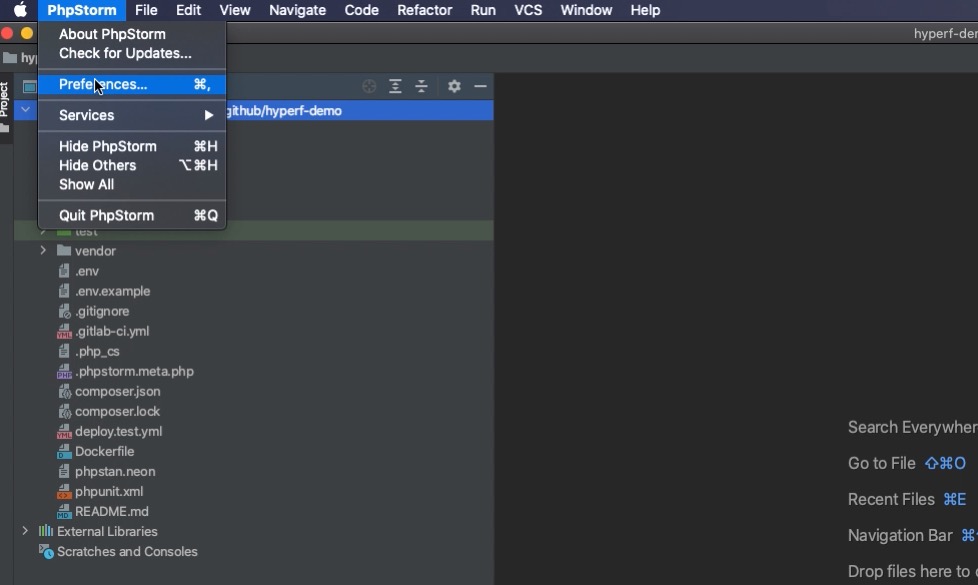 PhpStorm File Edit View Navigate Code Refactor Run VCS Window Help
hyperf-de
About PhpStorm
Check for Updates...
Preferences... ⌘,
Services
Hide PhpStorm ⌘H
Hide Others ⌥⌘H
Show All
Quit PhpStorm ⌘Q
hyp
Project
github/hyperf-demo
test
vendor
.env
.env.example
.gitignore
.gitlab-ci.yml
.php_cs
.phpstorm.meta.php
composer.json
composer.lock
deploy.test.yml
Dockerfile
phpstan.neon
phpunit.xml
README.md
External Libraries
Scratches and Consoles
Search Everywher
Go to File ⇧⌘O
Recent Files ⌘E
Navigation Bar ⌘
Drop files here to